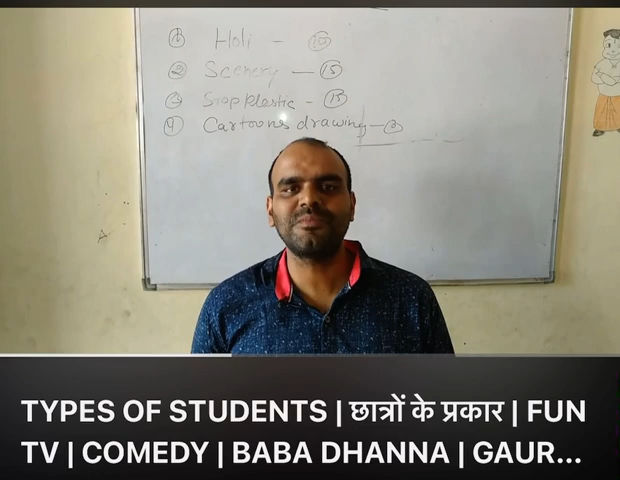 ① Holi - ⑩
② Scenery — ⑮
③ Stop Plastic - ⑮
④ Cartoons drawing —
TYPES OF STUDENTS | छात्रों के प्रकार | FUN
TV | COMEDY | BABA DHANNA | GAUR...